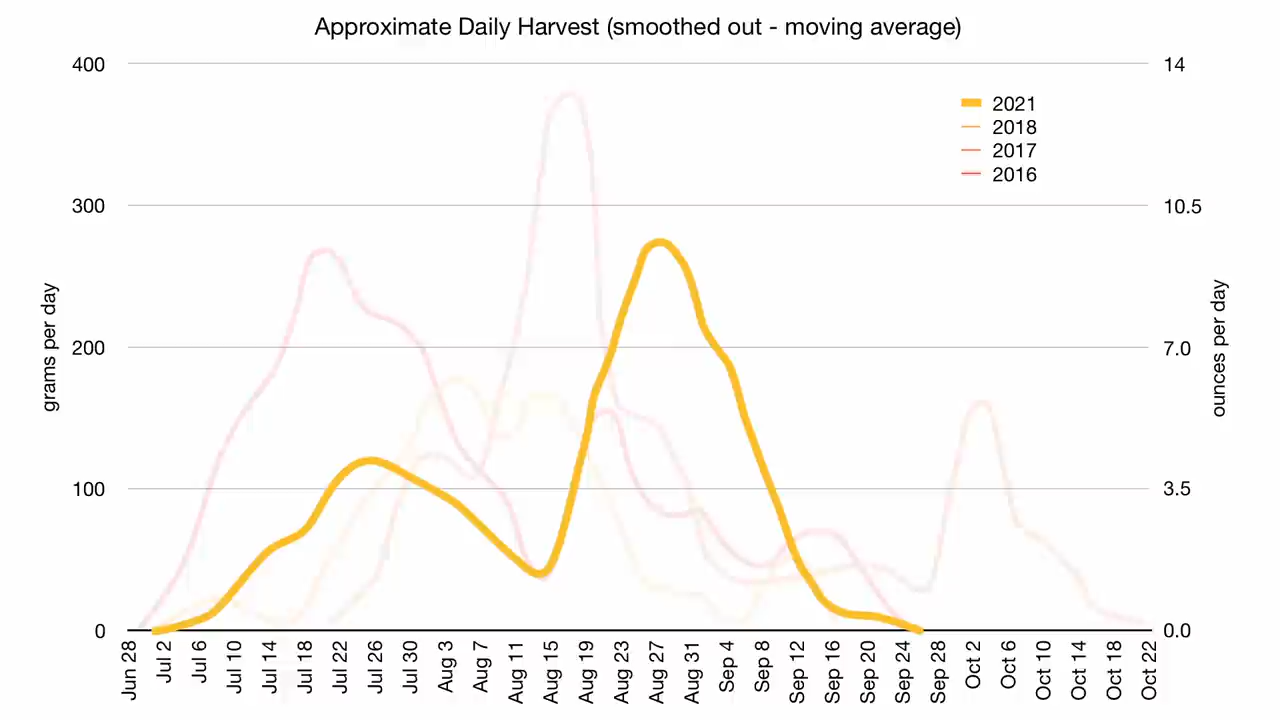 Approximate Daily Harvest (smoothed out - moving average)
400
300
200
100
0
grams per day
14
10.5
7.0
3.5
0.0
ounces per day
2021
2018
2017
2016
Jun 28
Jul 2
Jul 6
Jul 10
Jul 14
Jul 18
Jul 22
Jul 26
Jul 30
Aug 3
Aug 7
Aug 11
Aug 15
Aug 19
Aug 23
Aug 27
Aug 31
Sep 4
Sep 8
Sep 12
Sep 16
Sep 20
Sep 24
Sep 28
Oct 2
Oct 6
Oct 10
Oct 14
Oct 18
Oct 22